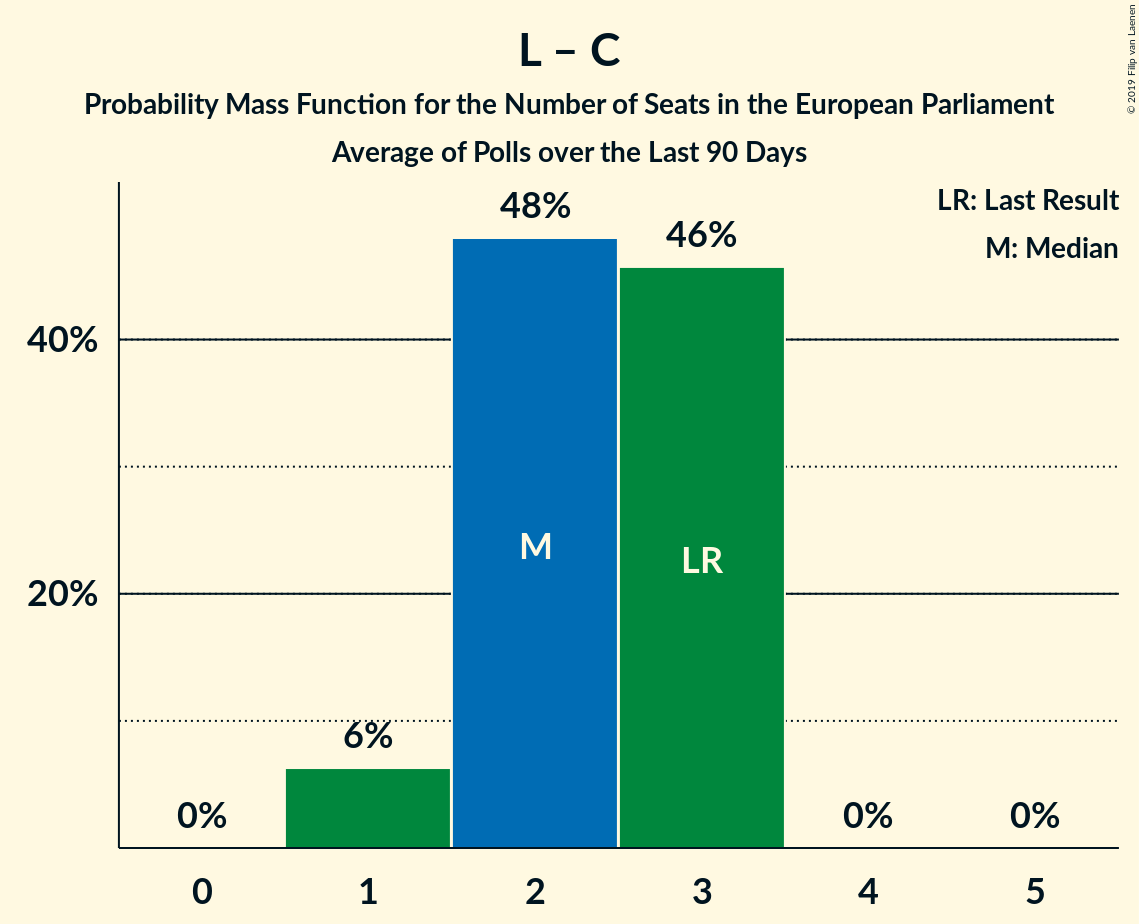 L – C
Probability Mass Function for the Number of Seats in the European Parliament
Average of Polls over the Last 90 Days
© 2019 Filip van Laenen
LR: Last Result
M: Median
48%
46%
40%
M
LR
20%
6%
0%
0%
0%
0 1 2 3 4 5